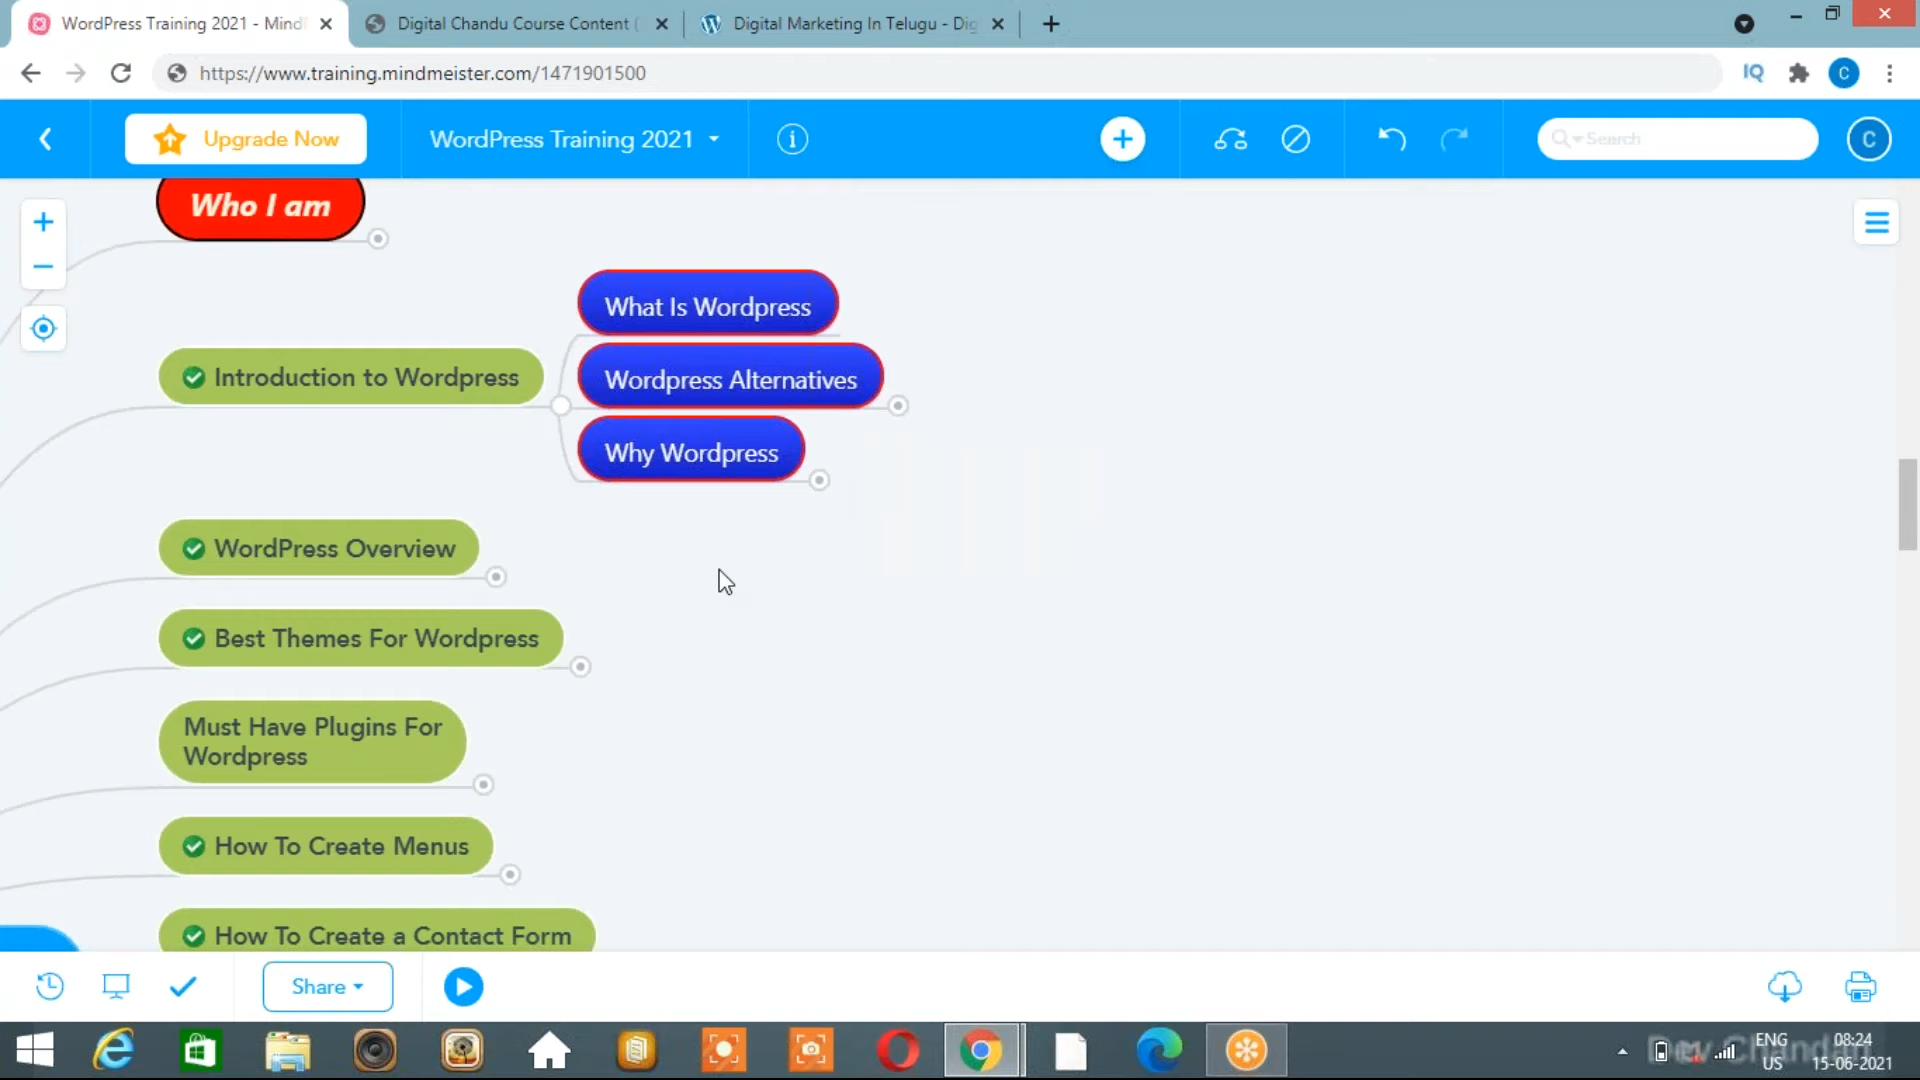 WordPress Training 2021 - Mind
Digital Chandu Course Content (
Digital Marketing In Telugu - Dig
https://www.training.mindmeister.com/1471901500
IQ
C
Upgrade Now
WordPress Training 2021
Search
C
Who I am
What Is Wordpress
Introduction to Wordpress
Wordpress Alternatives
Why Wordpress
WordPress Overview
Best Themes For Wordpress
Must Have Plugins For
Wordpress
How To Create Menus
How To Create a Contact Form
Share
ENG
US
08:24
15-06-2021